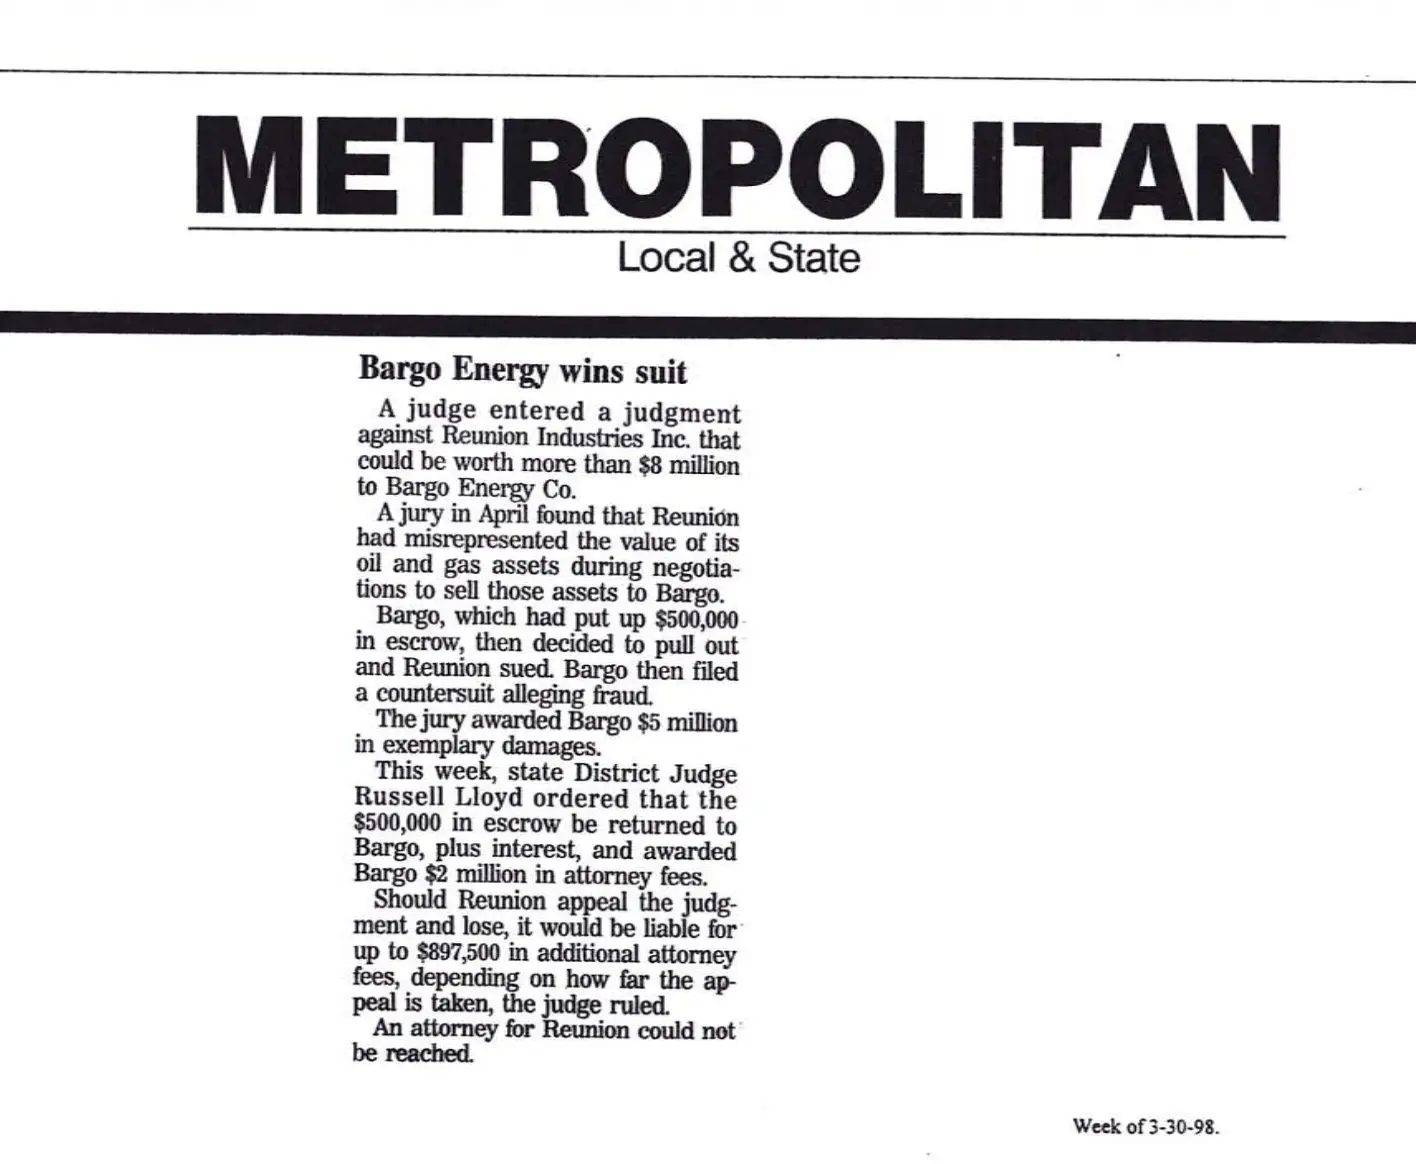 METROPOLITAN
Local & State
Bargo Energy wins suit
A judge entered a judgment
against Reunion Industries Inc. that
could be worth more than $8 million
to Bargo Energy Co.
A jury in April found that Reunion
had misrepresented the value of its
oil and gas assets during negotia-
tions to sell those assets to Bargo.
Bargo, which had put up $500,000
in escrow, then decided to pull out
and Reunion sued. Bargo then filed
a countersuit alleging fraud.
The jury awarded Bargo $5 million
in exemplary damages.
This week, state District Judge
Russell Lloyd ordered that the
$500,000 in escrow be returned to
Bargo, plus interest, and awarded
Bargo $2 million in attorney fees.
Should Reunion appeal the judg-
ment and lose, it would be liable for
up to $897,500 in additional attorney
fees, depending on how far the ap-
peal is taken, the judge ruled.
An attorney for Reunion could not
be reached.
Week of 3-30-98.